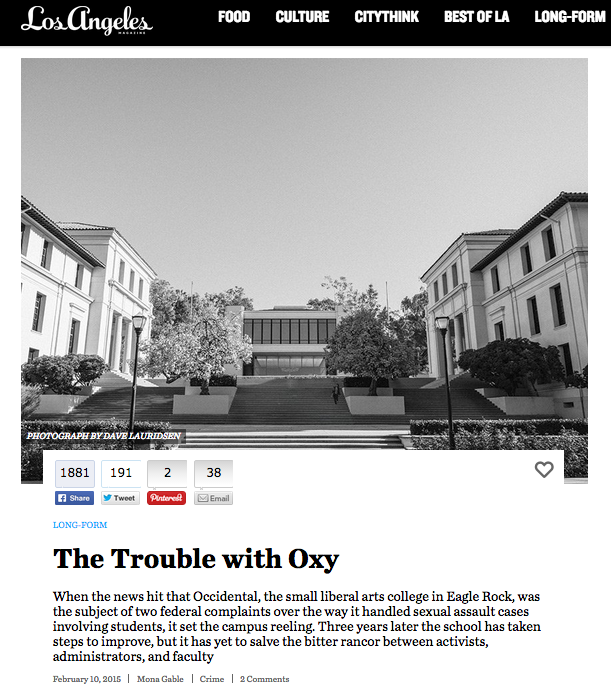 Los Angeles
MAGAZINE
FOOD CULTURE CITYTHINK BEST OF LA LONG-FORM
PHOTOGRAPH BY DAVE LAURIDSEN
1881 191 2 38
Share Tweet Pinterest Email
LONG-FORM
The Trouble with Oxy
When the news hit that Occidental, the small liberal arts college in Eagle Rock, was
the subject of two federal complaints over the way it handled sexual assault cases
involving students, it set the campus reeling. Three years later the school has taken
steps to improve, but it has yet to salve the bitter rancor between activists,
administrators, and faculty
February 10, 2015 | Mona Gable | Crime | 2 Comments